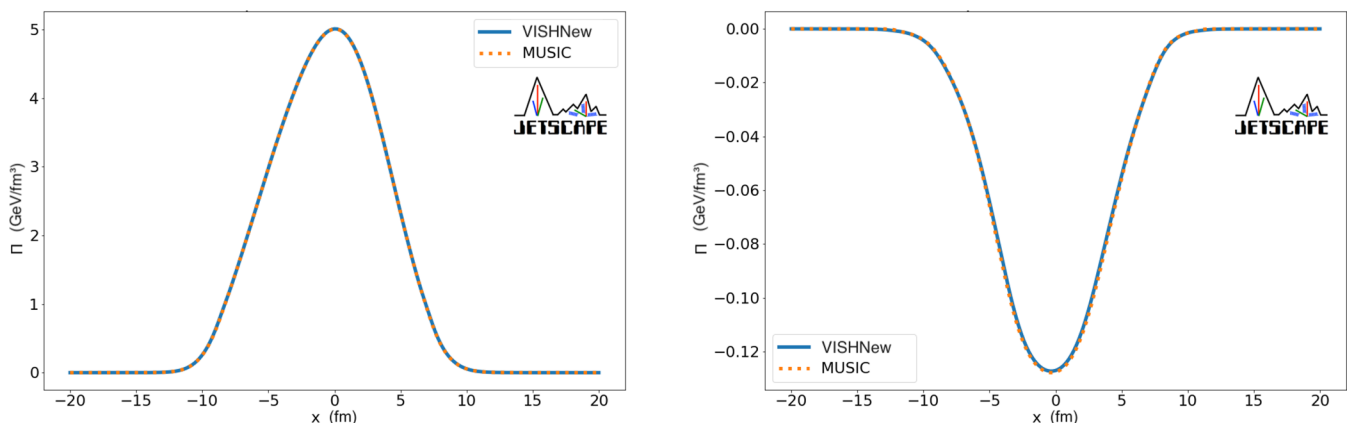 5
4
3
2
1
0
Π (GeV/fm³)
−20 −15 −10 −5 0 5 10 15 20
x (fm)
VISHNew
MUSIC
JETSCAPE
0.00
−0.02
−0.04
−0.06
−0.08
−0.10
−0.12
Π (GeV/fm³)
−20 −15 −10 −5 0 5 10 15 20
x (fm)
JETSCAPE
VISHNew
MUSIC